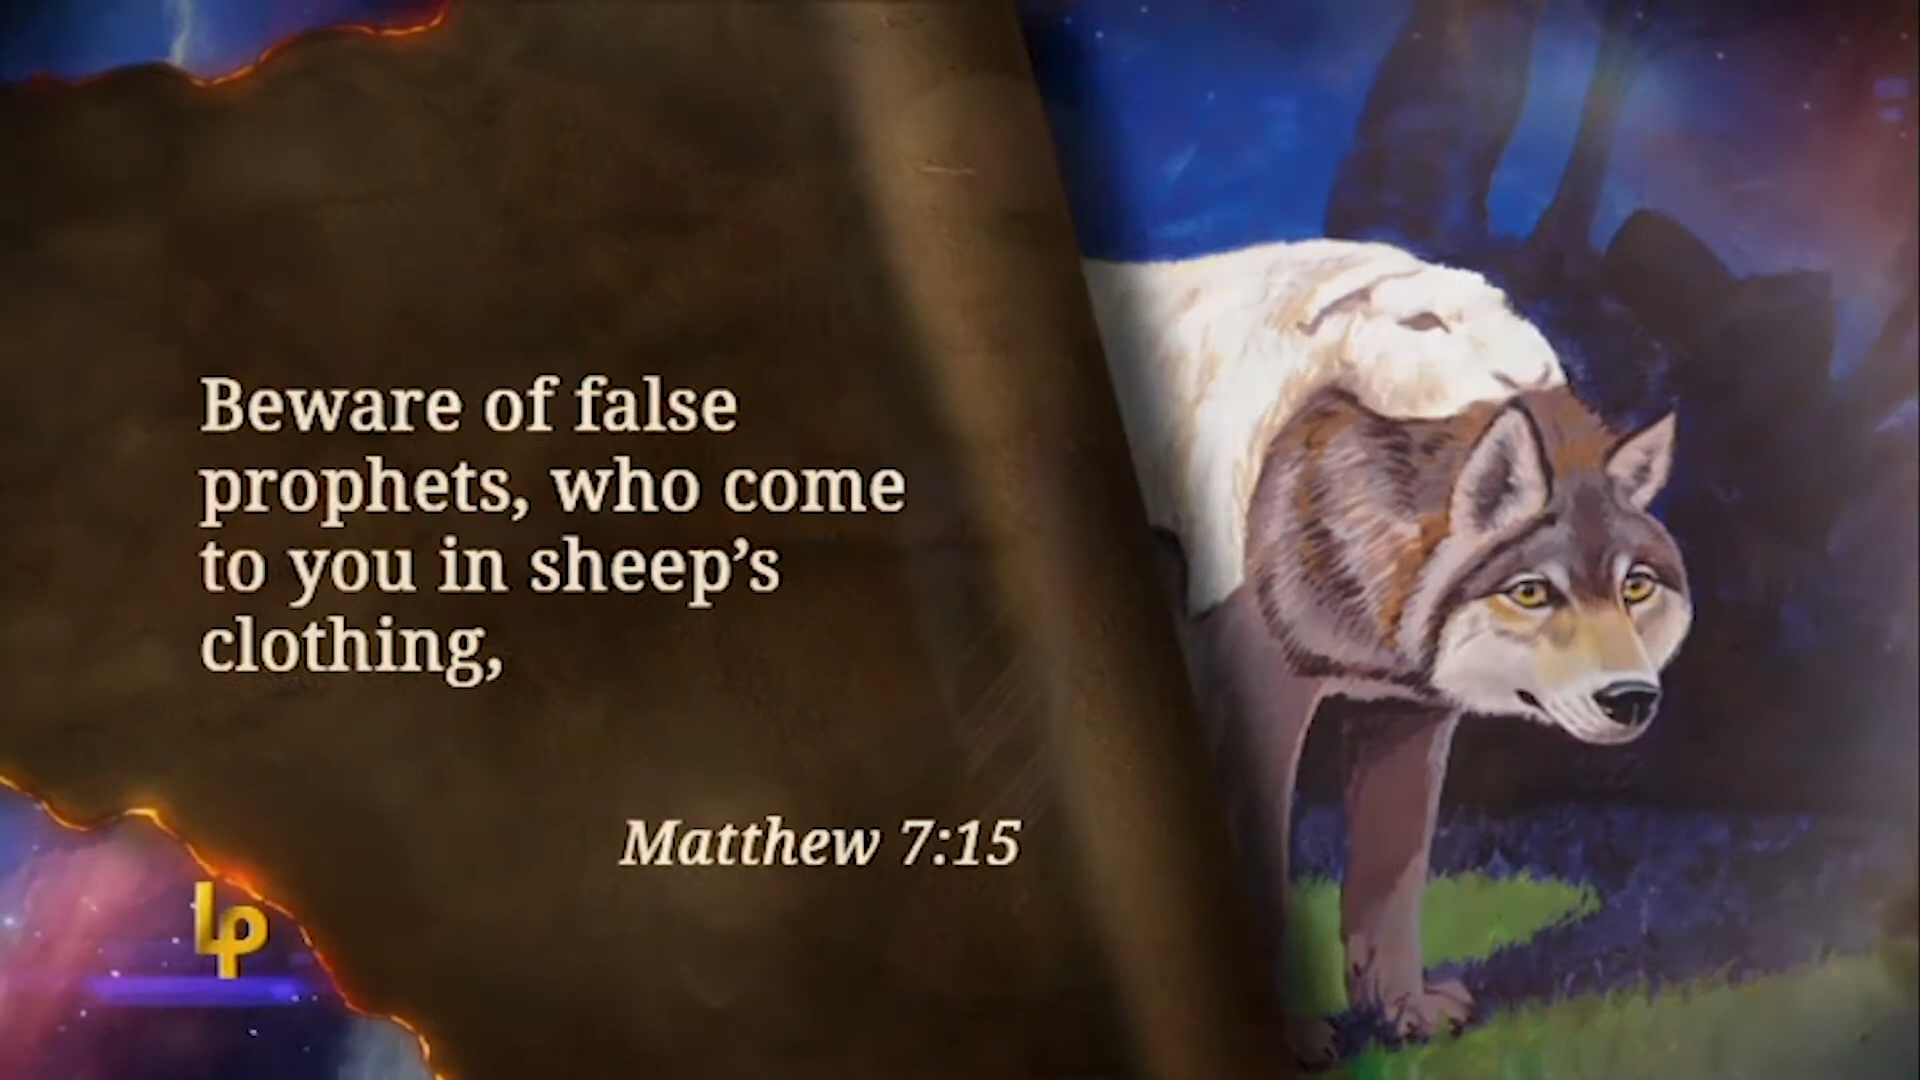 Beware of false
prophets, who come
to you in sheep’s
clothing,
Matthew 7:15
LP